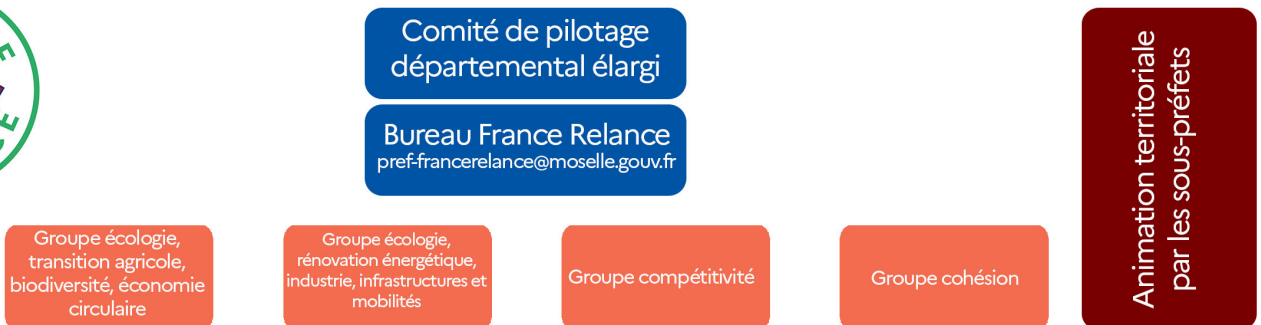 Comité de pilotage
départemental élargi
Bureau France Relance
pref-francerelance@moselle.gouv.fr
Groupe écologie,
transition agricole,
biodiversité, économie
circulaire
Groupe écologie,
rénovation énergétique,
industrie, infrastructures et
mobilités
Groupe compétitivité
Groupe cohésion
Animation territoriale
par les sous-préfets